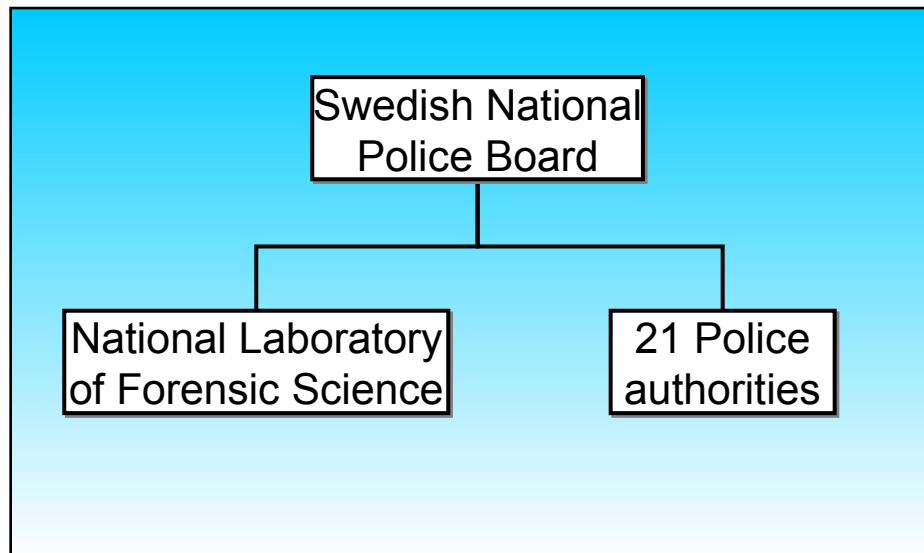 Swedish National
Police Board
National Laboratory
of Forensic Science
21 Police
authorities